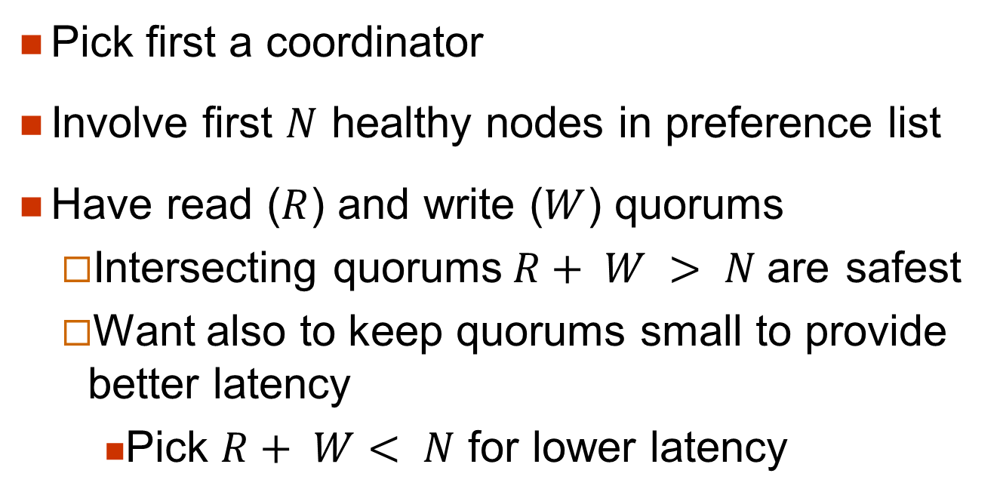 Pick first a coordinator
Involve first N healthy nodes in preference list
Have read (R) and write (W) quorums
Intersecting quorums R + W > N are safest
Want also to keep quorums small to provide
better latency
Pick R + W < N for lower latency